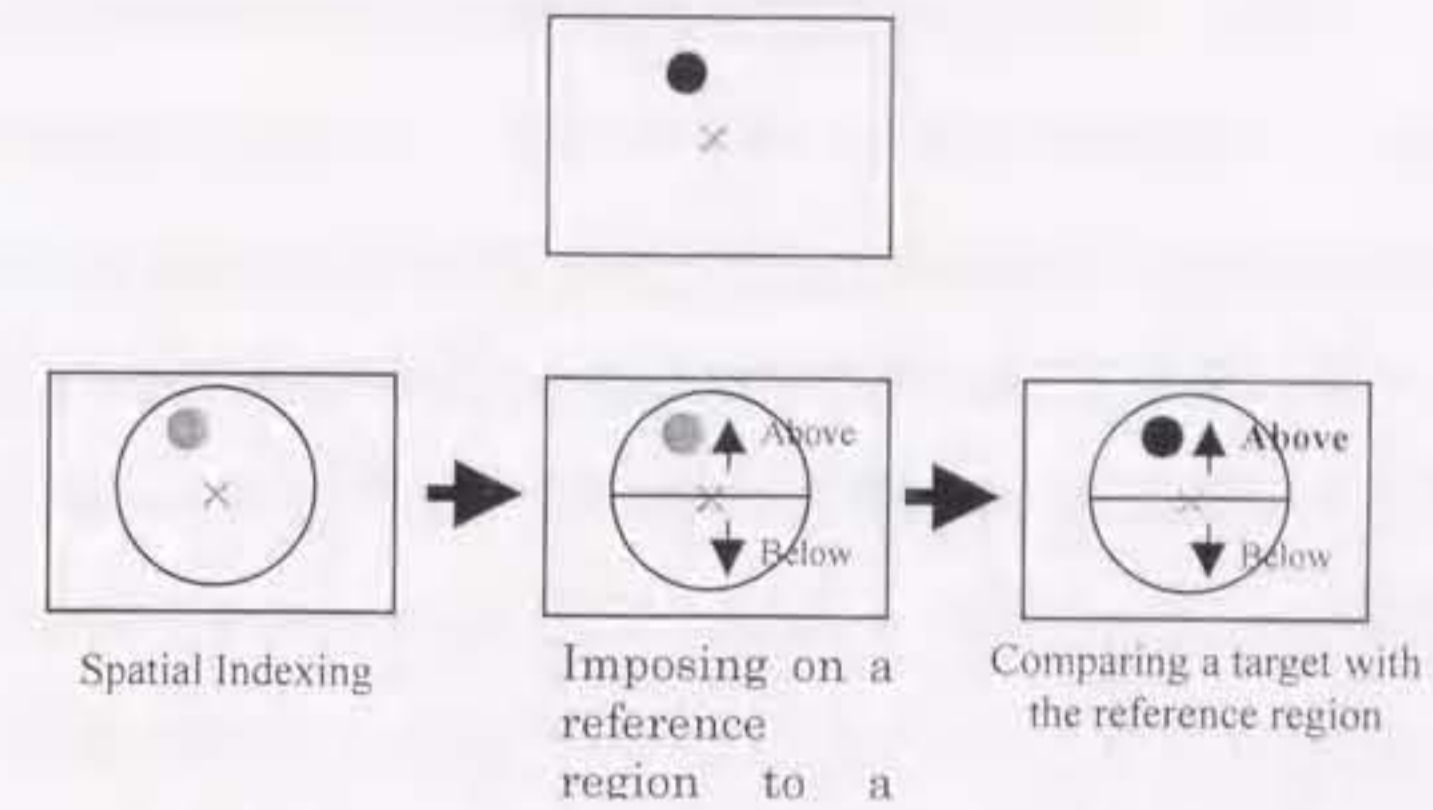 Above
Below
Above
Below
Spatial Indexing
Imposing on a
reference
region to a
Comparing a target with
the reference region